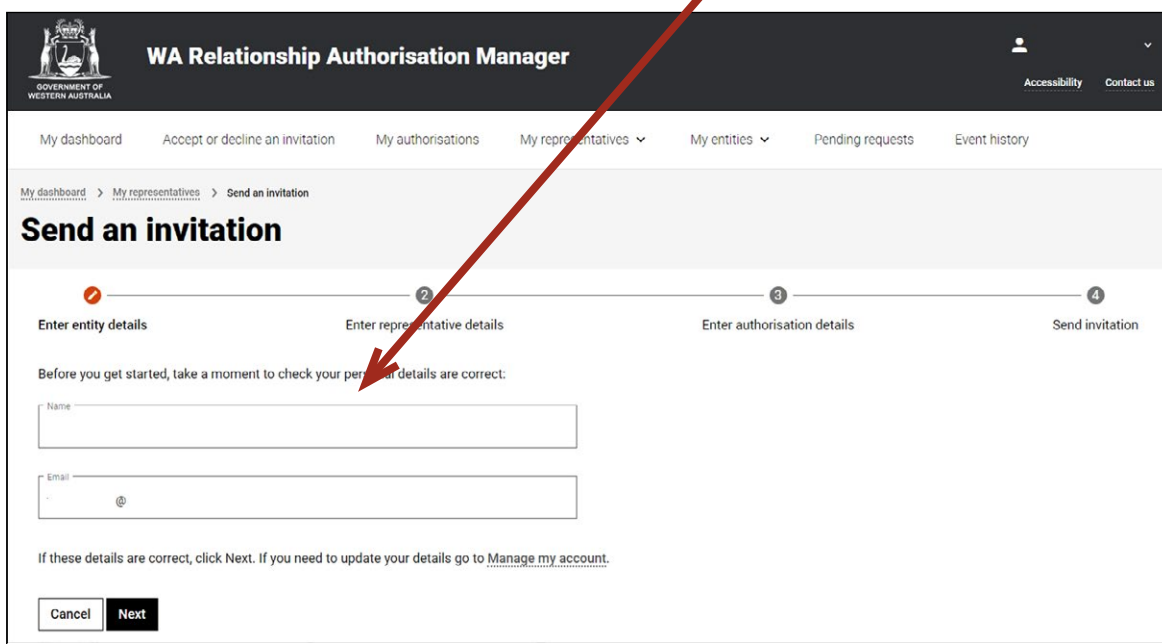 WA Relationship Authorisation Manager
GOVERNMENT OF
WESTERN AUSTRALIA
Accessibility Contact us
My dashboard Accept or decline an invitation My authorisations My representatives My entities Pending requests Event history
My dashboard > My representatives > Send an invitation
Send an invitation
2 3 4
Enter entity details Enter representative details Enter authorisation details Send invitation
Before you get started, take a moment to check your personal details are correct:
Name
Email
@
If these details are correct, click Next. If you need to update your details go to Manage my account.
Cancel Next